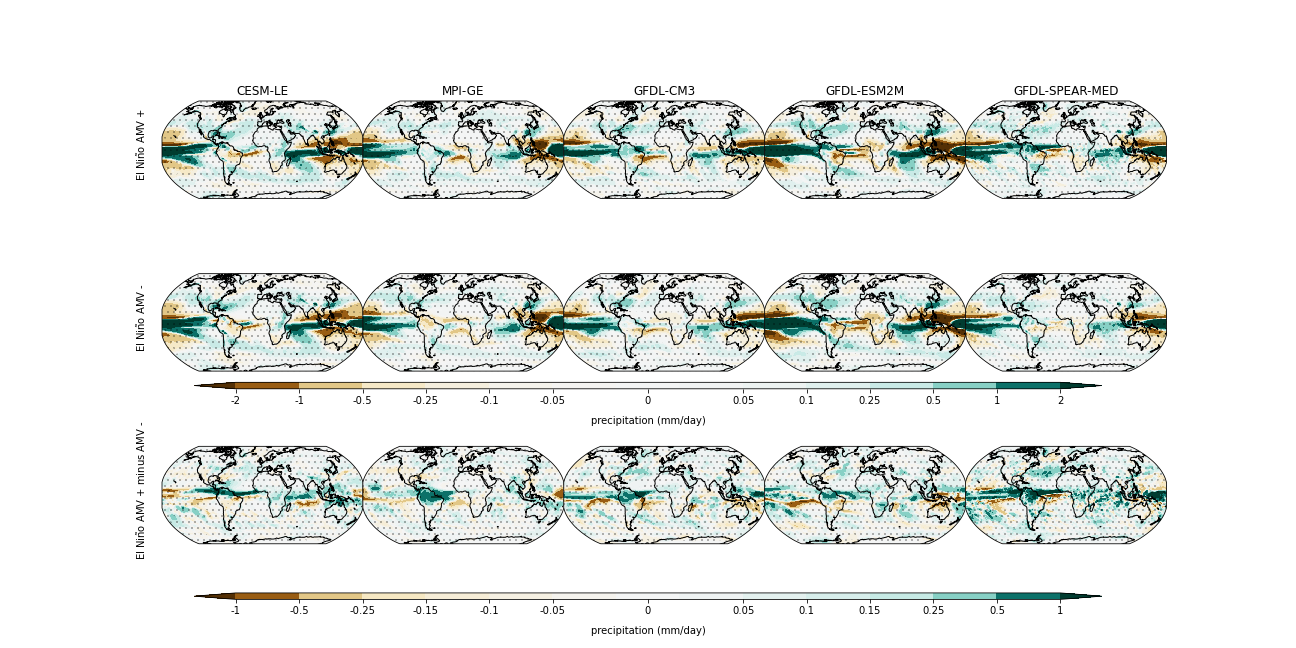 CESM-LE MPI-GE GFDL-CM3 GFDL-ESM2M GFDL-SPEAR-MED
El Niño AMV +
El Niño AMV -
-2 -1 -0.5 -0.25 -0.1 -0.05 0 0.05 0.1 0.25 0.5 1 2
precipitation (mm/day)
El Niño AMV + minus AMV -
-1 -0.5 -0.25 -0.15 -0.1 -0.05 0 0.05 0.1 0.15 0.25 0.5 1
precipitation (mm/day)